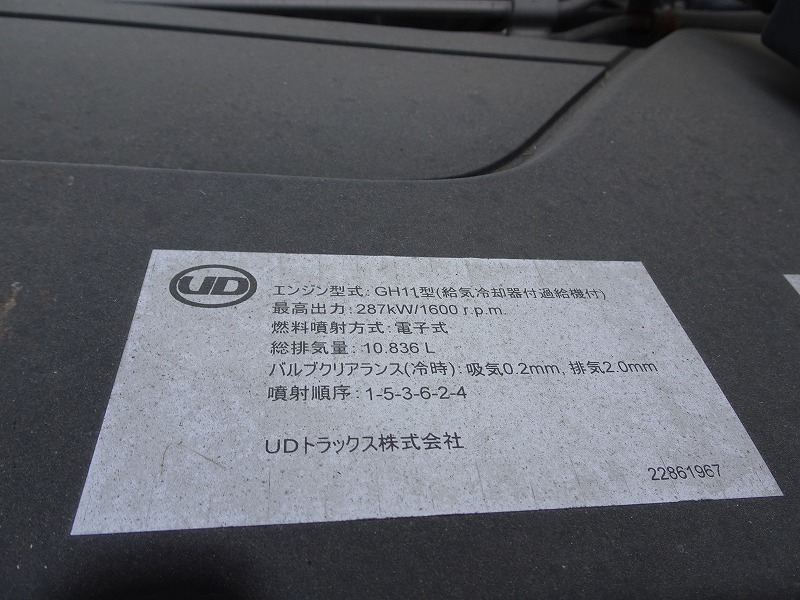 UD
エンジン型式：GH11型(給気冷却器付過給機付)
最高出力：287kW/1600 r.p.m.
燃料噴射方式：電子式
総排気量：10.836 L
バルブクリアランス(冷時)：吸気0.2mm, 排気2.0mm
噴射順序：1-5-3-6-2-4
UDトラックス株式会社
22861967